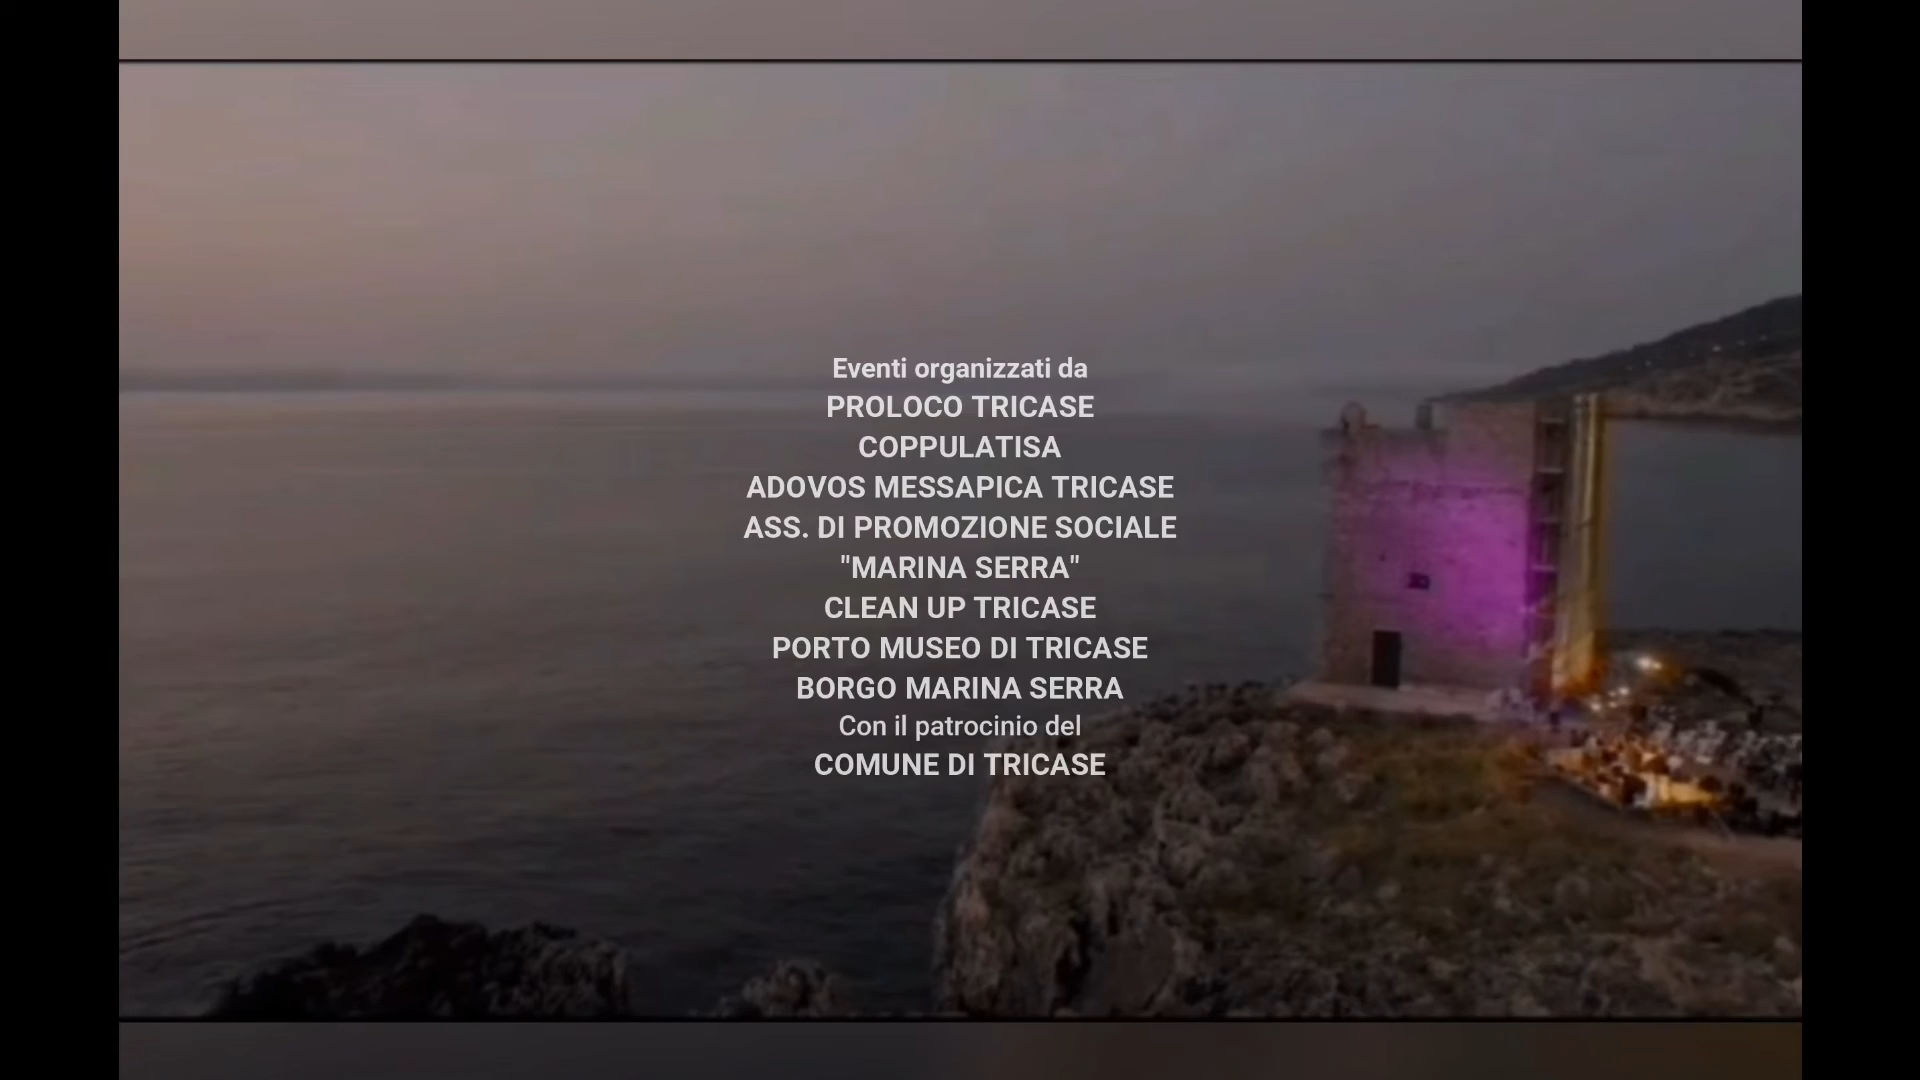 Eventi organizzati da
PROLOCO TRICASE
COPPULATISA
ADOVOS MESSAPICA TRICASE
ASS. DI PROMOZIONE SOCIALE
"MARINA SERRA"
CLEAN UP TRICASE
PORTO MUSEO DI TRICASE
BORGO MARINA SERRA
Con il patrocinio del
COMUNE DI TRICASE